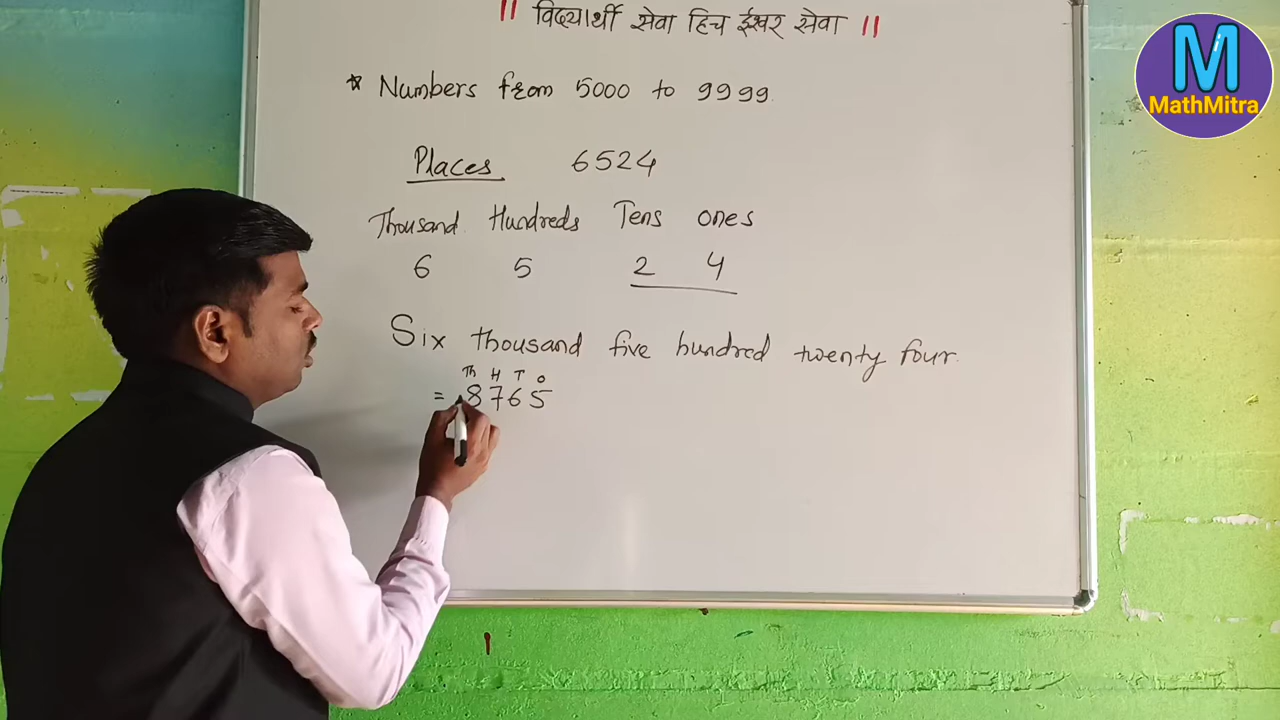 || विद्यार्थी सेवा हिच ईश्वर सेवा ||
M
MathMitra
* Numbers from 5000 to 9999.
Places 6524
Thousand Hundreds Tens ones
6 5 2 4
Six thousand five hundred twenty four.
Th H T O
= 8765